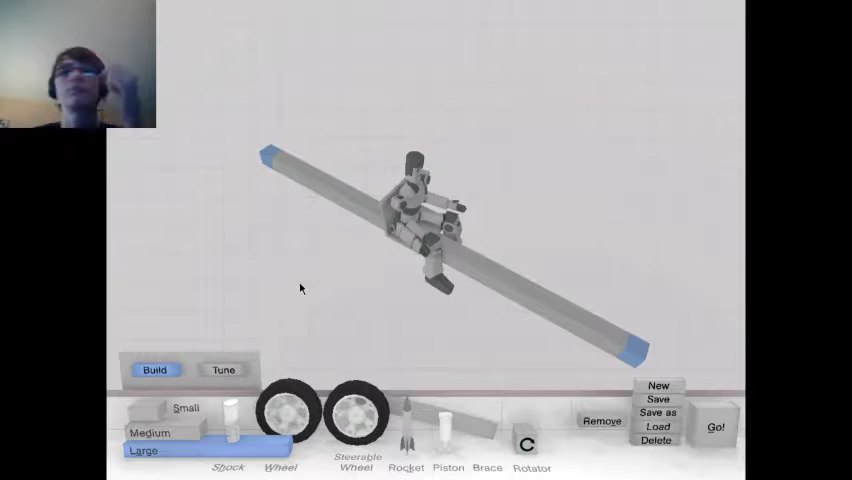 Build
Tune
Small
Medium
Large
Shock
Wheel
Steerable
Wheel
Rocket
Piston
Brace
Rotator
Remove
New
Save
Save as
Load
Delete
Go!